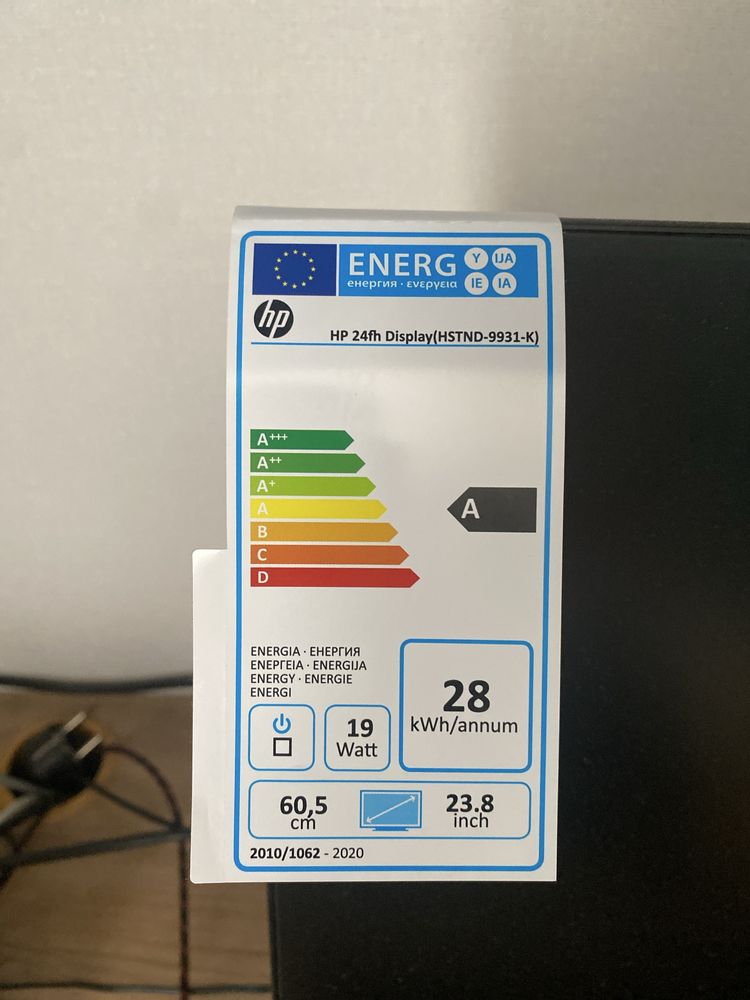 ENERG Y IJA
енергия · ενεργεια IE IA
hp
HP 24fh Display(HSTND-9931-K)
A+++
A++
A+
A
B
C
D
A
ENERGIA · ЕНЕРГИЯ
ΕΝΕΡΓΕΙΑ · ENERGIJA
ENERGY · ENERGIE
ENERGI
19
Watt
28
kWh/annum
60,5
cm
23.8
inch
2010/1062 - 2020